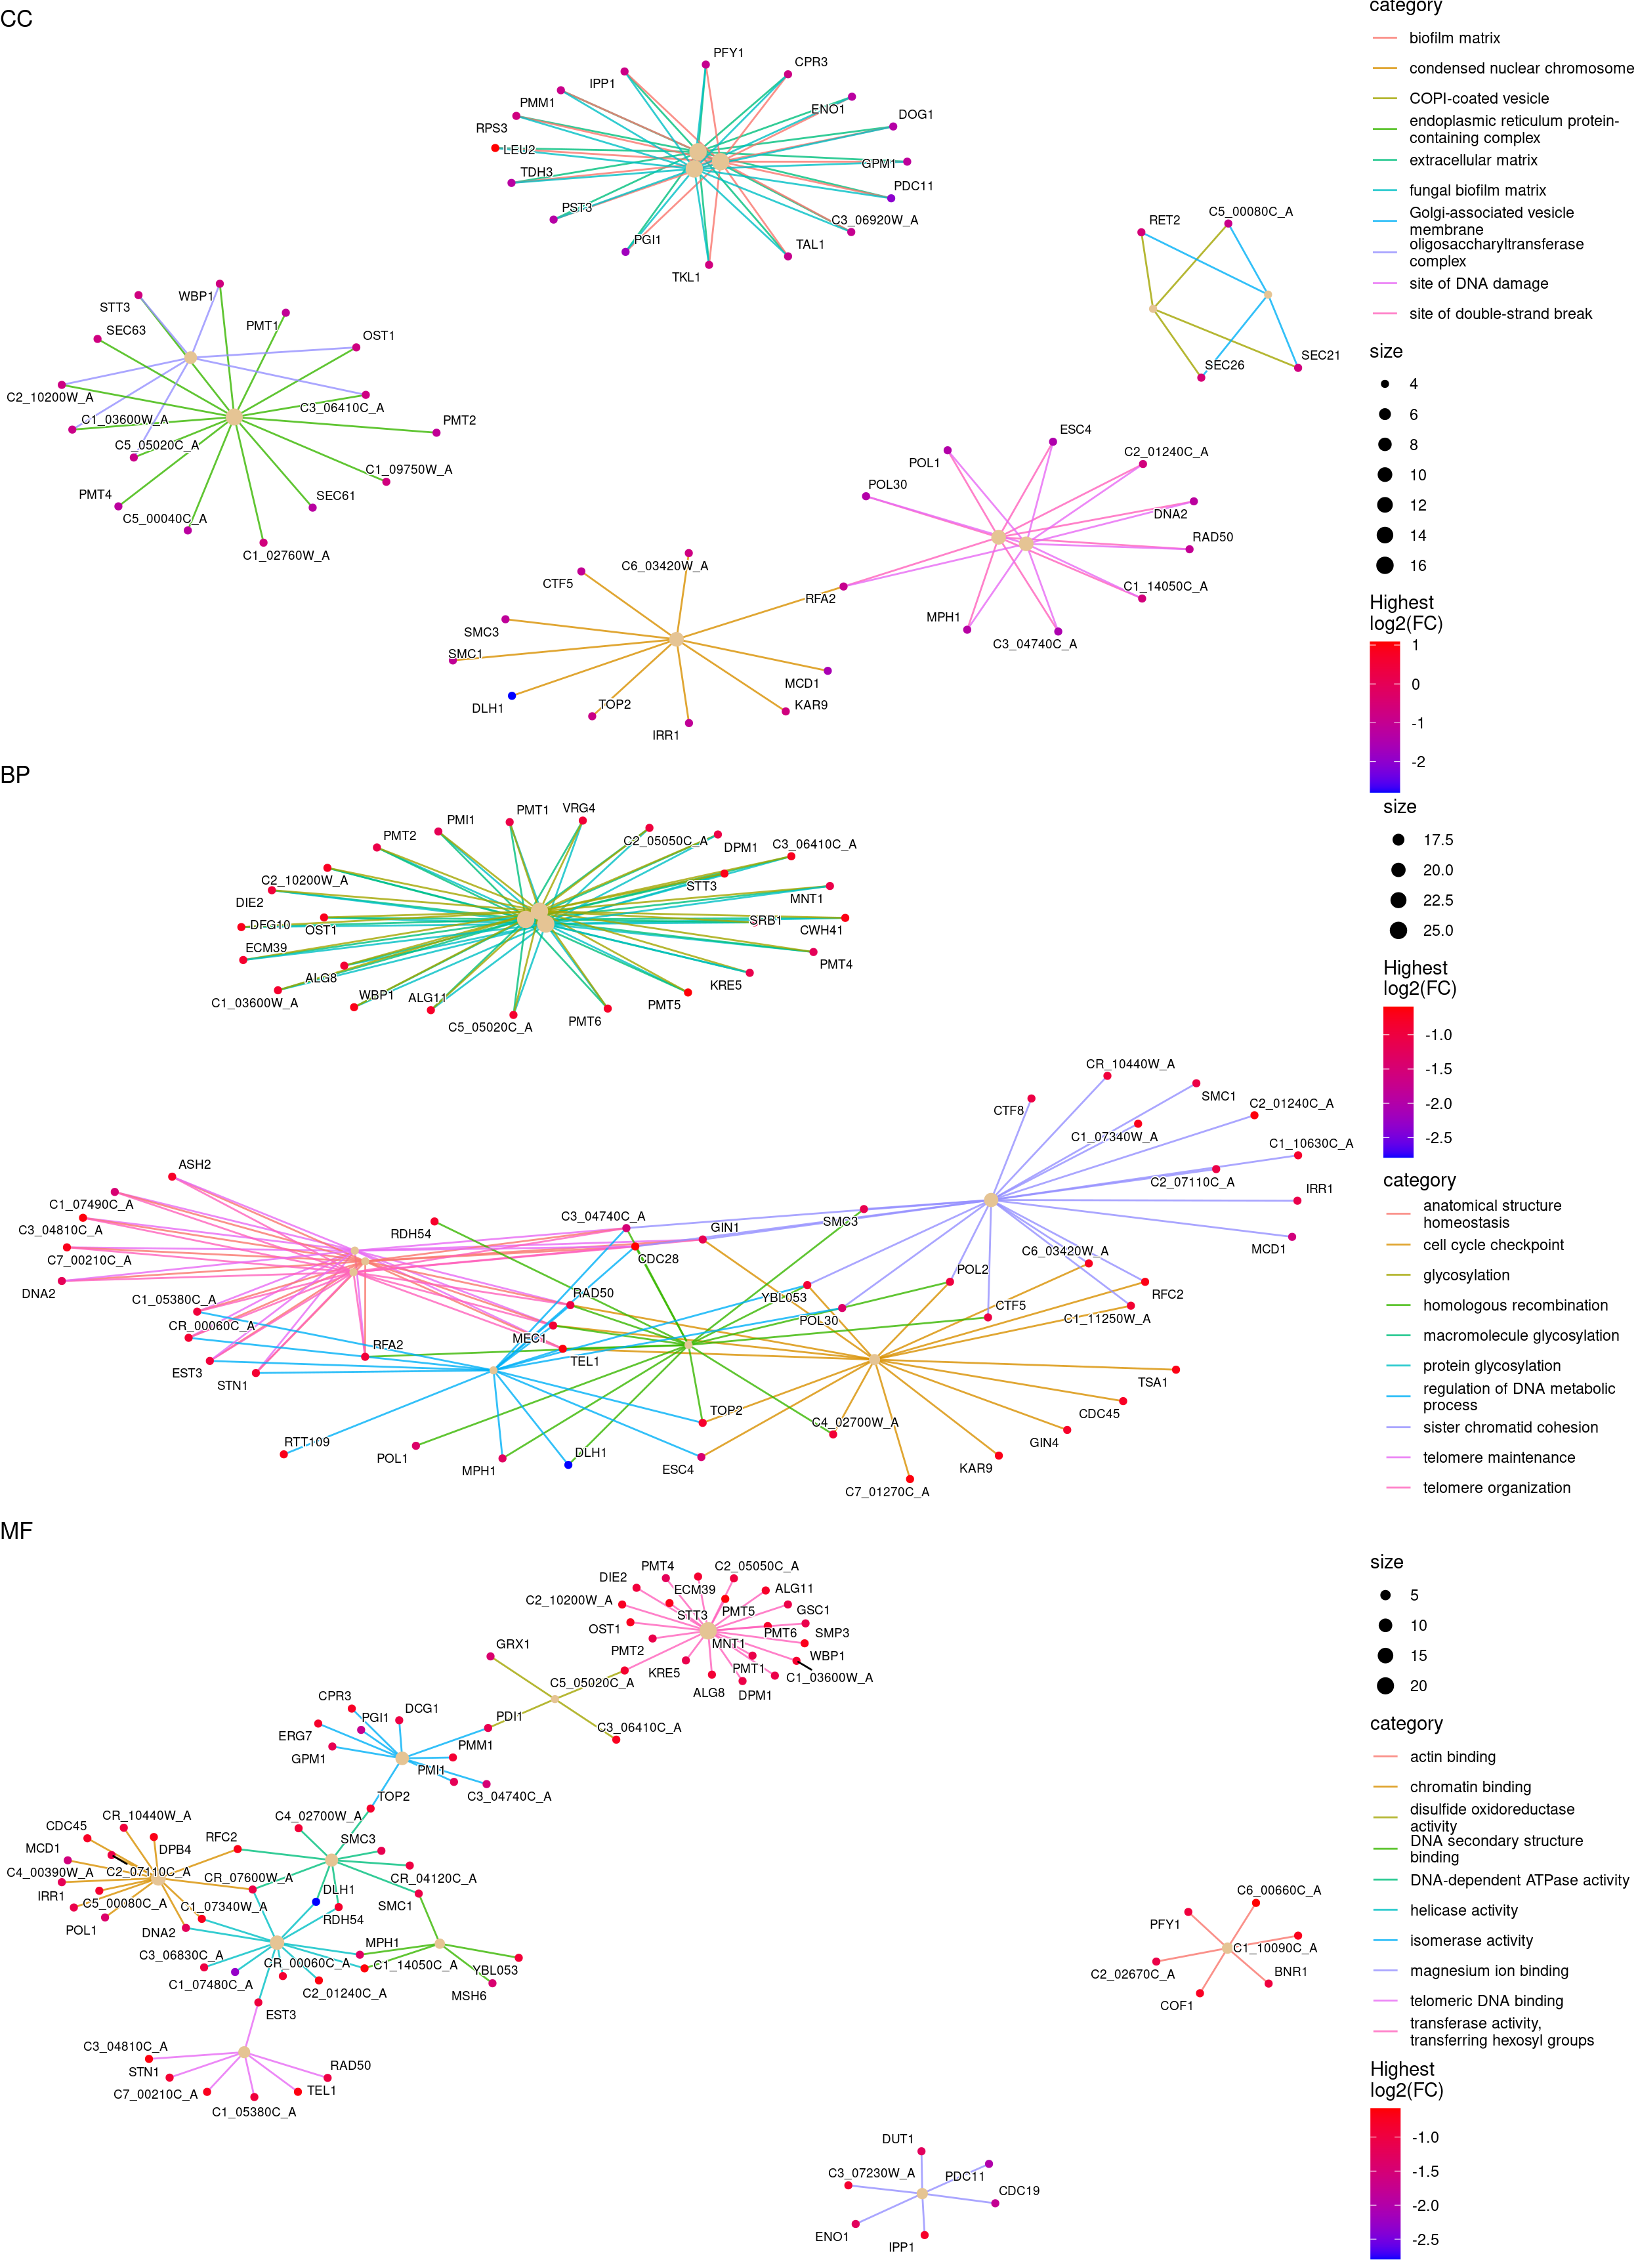 CC
PFY1
CPR3
IPP1
PMM1
ENO1
DOG1
RPS3
LEU2
GPM1
TDH3
PDC11
PST3
C3_06920W_A
PGI1
TAL1
TKL1
RET2
C5_00080C_A
SEC21
SEC26
STT3
WBP1
SEC63
PMT1
OST1
C2_10200W_A
C3_06410C_A
C1_03600W_A
PMT2
C5_05020C_A
C1_09750W_A
PMT4
SEC61
C5_00040C_A
C1_02760W_A
ESC4
POL1
C2_01240C_A
POL30
DNA2
RAD50
C1_14050C_A
RFA2
MPH1
C3_04740C_A
C6_03420W_A
CTF5
SMC3
SMC1
MCD1
DLH1
TOP2
KAR9
IRR1
category
biofilm matrix
condensed nuclear chromosome
COPI-coated vesicle
endoplasmic reticulum protein-
containing complex
extracellular matrix
fungal biofilm matrix
Golgi-associated vesicle
membrane
oligosaccharyltransferase
complex
site of DNA damage
site of double-strand break
size
4
6
8
10
12
14
16
Highest
log2(FC)
1
0
-1
-2
BP
PMT1
VRG4
PMI1
PMT2
C2_05050C_A
DPM1
C3_06410C_A
C2_10200W_A
STT3
MNT1
DIE2
DFG10
OST1
SRB1
CWH41
ECM39
PMT4
ALG8
KRE5
C1_03600W_A
WBP1
ALG11
PMT5
C5_05020C_A
PMT6
CR_10440W_A
SMC1
CTF8
C2_01240C_A
C1_07340W_A
C1_10630C_A
C2_07110C_A
IRR1
ASH2
C1_07490C_A
C3_04810C_A
C7_00210C_A
DNA2
RDH54
C3_04740C_A
GIN1
SMC3
CDC28
C6_03420W_A
MCD1
POL2
C1_05380C_A
RAD50
YBL053
RFC2
CTF5
C1_11250W_A
CR_00060C_A
POL30
MEC1
RFA2
TEL1
EST3
STN1
TSA1
TOP2
CDC45
C4_02700W_A
RTT109
GIN4
POL1
DLH1
MPH1
ESC4
KAR9
C7_01270C_A
size
17.5
20.0
22.5
25.0
Highest
log2(FC)
-1.0
-1.5
-2.0
-2.5
category
anatomical structure
homeostasis
cell cycle checkpoint
glycosylation
homologous recombination
macromolecule glycosylation
protein glycosylation
regulation of DNA metabolic
process
sister chromatid cohesion
telomere maintenance
telomere organization
MF
PMT4
C2_05050C_A
DIE2
ECM39
ALG11
C2_10200W_A
PMT5
GSC1
STT3
OST1
PMT6
SMP3
MNT1
PMT2
WBP1
GRX1
KRE5
PMT1
C1_03600W_A
C5_05020C_A
ALG8
DPM1
CPR3
DCG1
PGI1
PDI1
C3_06410C_A
ERG7
PMM1
GPM1
PMI1
C3_04740C_A
TOP2
CR_10440W_A
C4_02700W_A
CDC45
RFC2
SMC3
MCD1
DPB4
C4_00390W_A
C2_07110C_A
CR_07600W_A
CR_04120C_A
IRR1
DLH1
C5_00080C_A
C1_07340W_A
SMC1
POL1
DNA2
RDH54
MPH1
C3_06830C_A
CR_00060C_A
C1_14050C_A
YBL053
C1_07480C_A
C2_01240C_A
MSH6
EST3
C3_04810C_A
RAD50
STN1
C7_00210C_A
TEL1
C1_05380C_A
C6_00660C_A
PFY1
C1_10090C_A
C2_02670C_A
BNR1
COF1
DUT1
C3_07230W_A
PDC11
CDC19
ENO1
IPP1
size
5
10
15
20
category
actin binding
chromatin binding
disulfide oxidoreductase
activity
DNA secondary structure
binding
DNA-dependent ATPase activity
helicase activity
isomerase activity
magnesium ion binding
telomeric DNA binding
transferase activity,
transferring hexosyl groups
Highest
log2(FC)
-1.0
-1.5
-2.0
-2.5